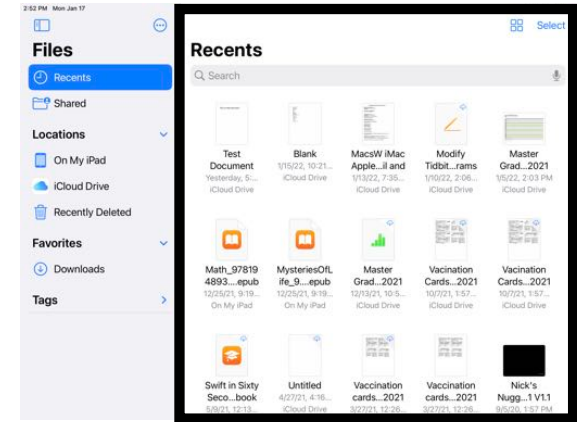 2:52 PM Mon Jan 17
Files
Recents
Shared
Locations
On My iPad
iCloud Drive
Recently Deleted
Favorites
Downloads
Tags
Select
Recents
Search
Test
Document
Yesterday, 5:...
iCloud Drive
Blank
1/15/22, 10:21...
iCloud Drive
MacsW iMac
Apple...il and
1/13/22, 7:35...
iCloud Drive
Modify
Tidbit...rams
1/10/22, 2:06...
iCloud Drive
Master
Grad...2021
1/5/22, 2:03 PM
iCloud Drive
Math_97819
4893....epub
12/25/21, 9:19...
On My iPad
MysteriesOfL
ife_9....epub
12/25/21, 9:19...
On My iPad
Master
Grad...2021
12/13/21, 10:5...
iCloud Drive
Vacination
Cards...2021
10/7/21, 1:57...
iCloud Drive
Vacination
Cards...2021
10/7/21, 1:57...
iCloud Drive
Swift in Sixty
Seco...book
5/9/21, 12:13...
Untitled
4/27/21, 4:16...
iCloud Drive
Vaccination
cards...2021
3/27/21, 12:26...
Vaccination
cards...2021
3/27/21, 12:26...
Nick's
Nugg...1 V1.1
9/5/20, 1:57 PM